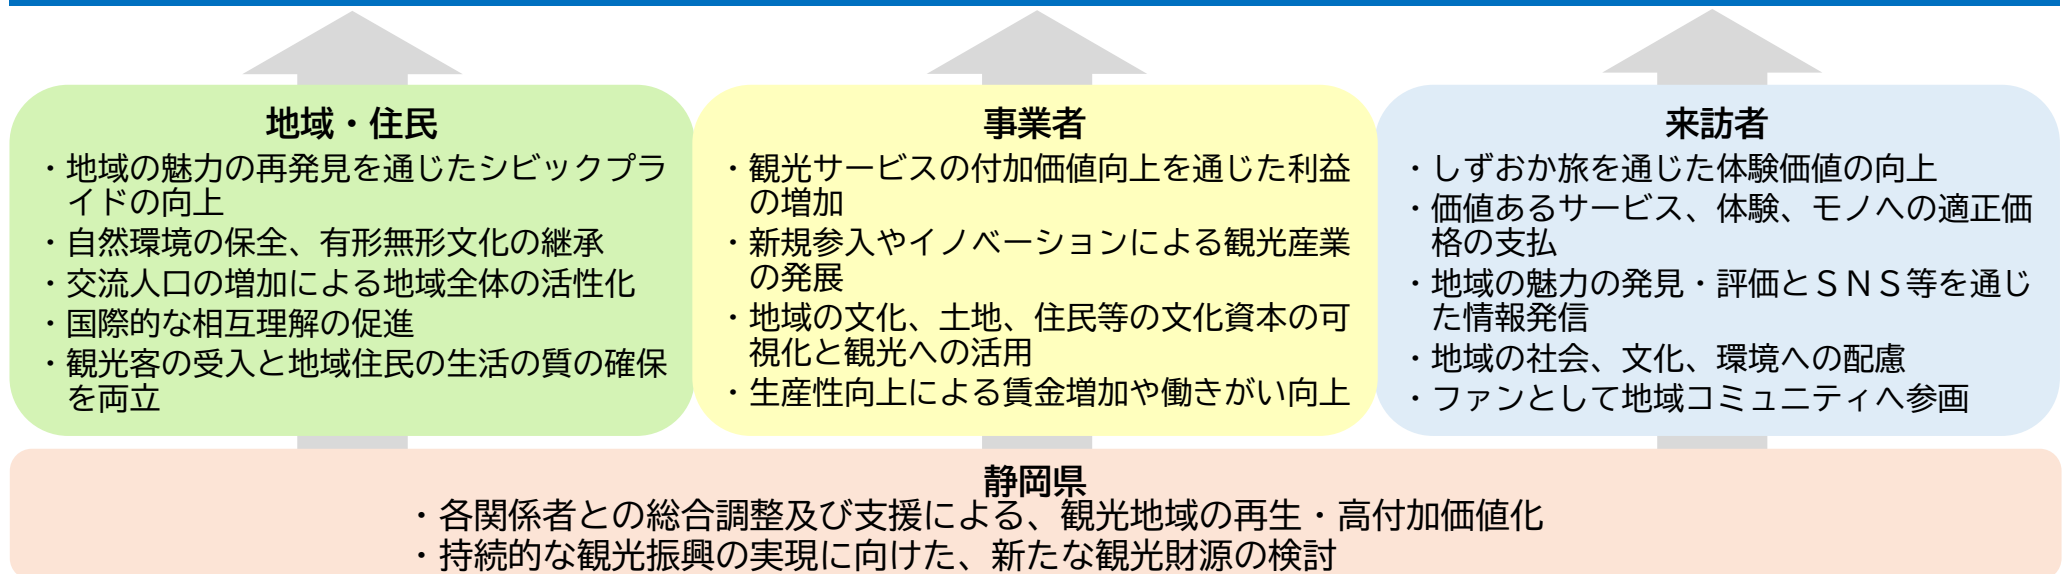 地域・住民
・地域の魅力の再発見を通じたシビックプラ
イドの向上
・自然環境の保全、有形無形文化の継承
・交流人口の増加による地域全体の活性化
・国際的な相互理解の促進
・観光客の受入と地域住民の生活の質の確保
を両立
事業者
・観光サービスの付加価値向上を通じた利益
の増加
・新規参入やイノベーションによる観光産業
の発展
・地域の文化、土地、住民等の文化資本の可
視化と観光への活用
・生産性向上による賃金増加や働きがい向上
来訪者
・しずおか旅を通じた体験価値の向上
・価値あるサービス、体験、モノへの適正価
格の支払
・地域の魅力の発見・評価とＳＮＳ等を通じ
た情報発信
・地域の社会、文化、環境への配慮
・ファンとして地域コミュニティへ参画
静岡県
・各関係者との総合調整及び支援による、観光地域の再生・高付加価値化
・持続的な観光振興の実現に向けた、新たな観光財源の検討